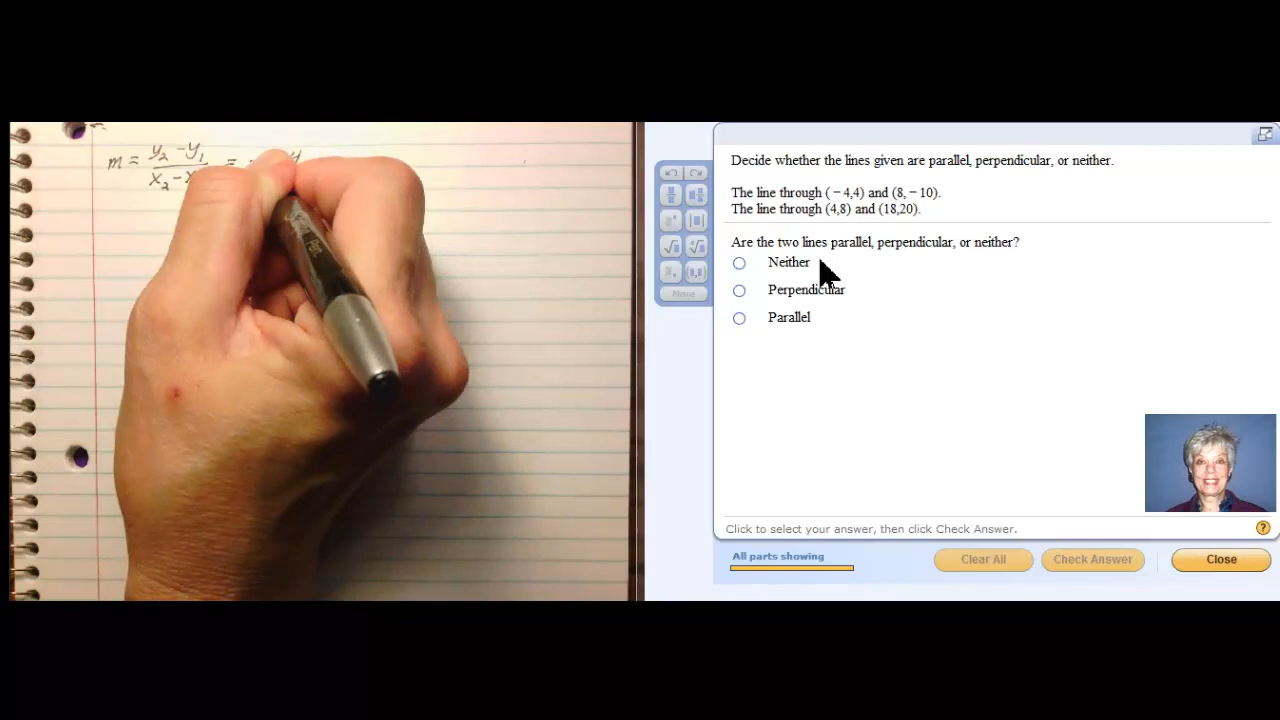 m = y₂ - y₁ / x₂ - x =
Decide whether the lines given are parallel, perpendicular, or neither.
The line through (− 4,4) and (8, − 10).
The line through (4,8) and (18,20).
Are the two lines parallel, perpendicular, or neither?
Neither
Perpendicular
Parallel
More
Click to select your answer, then click Check Answer.
?
All parts showing
Clear All
Check Answer
Close